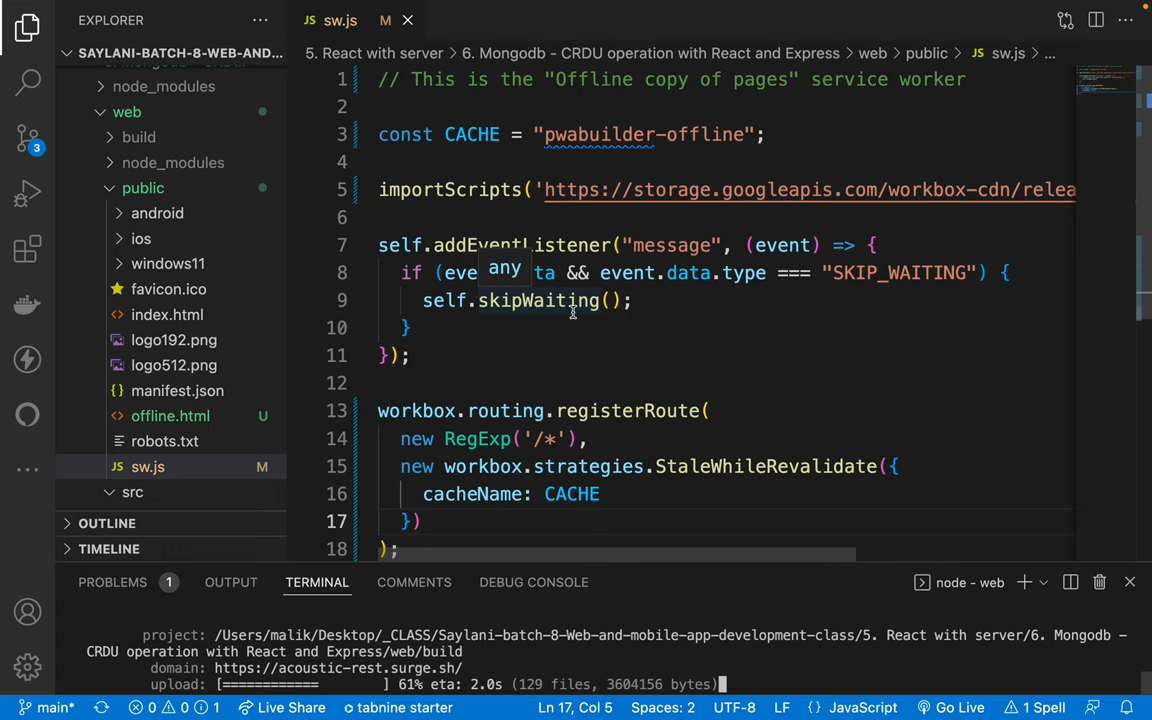 EXPLORER
JS sw.js M
SAYLANI-BATCH-8-WEB-AND...
5. React with server > 6. Mongodb - CRDU operation with React and Express > web > public > JS sw.js > ...
node_modules
web
build
node_modules
public
android
ios
windows11
favicon.ico
index.html
logo192.png
logo512.png
manifest.json
offline.html U
robots.txt
JS sw.js M
src
OUTLINE
TIMELINE
3
1 // This is the "Offline copy of pages" service worker
2
3 const CACHE = "pwabuilder-offline";
4
5 importScripts('https://storage.googleapis.com/workbox-cdn/relea
6
7 self.addEventListener("message", (event) => {
any
8 if (eve ta && event.data.type === "SKIP_WAITING") {
9 self.skipWaiting();
10 }
11 });
12
13 workbox.routing.registerRoute(
14 new RegExp('/*'),
15 new workbox.strategies.StaleWhileRevalidate({
16 cacheName: CACHE
17 })
18 );
PROBLEMS 1 OUTPUT TERMINAL COMMENTS DEBUG CONSOLE node - web
project: /Users/malik/Desktop/_CLASS/Saylani-batch-8-Web-and-mobile-app-development-class/5. React with server/6. Mongodb -
CRDU operation with React and Express/web/build
domain: https://acoustic-rest.surge.sh/
upload: [============ ] 61% eta: 2.0s (129 files, 3604156 bytes)
main* 0 0 1 Live Share tabnine starter Ln 17, Col 5 Spaces: 2 UTF-8 LF {} JavaScript Go Live 1 Spell